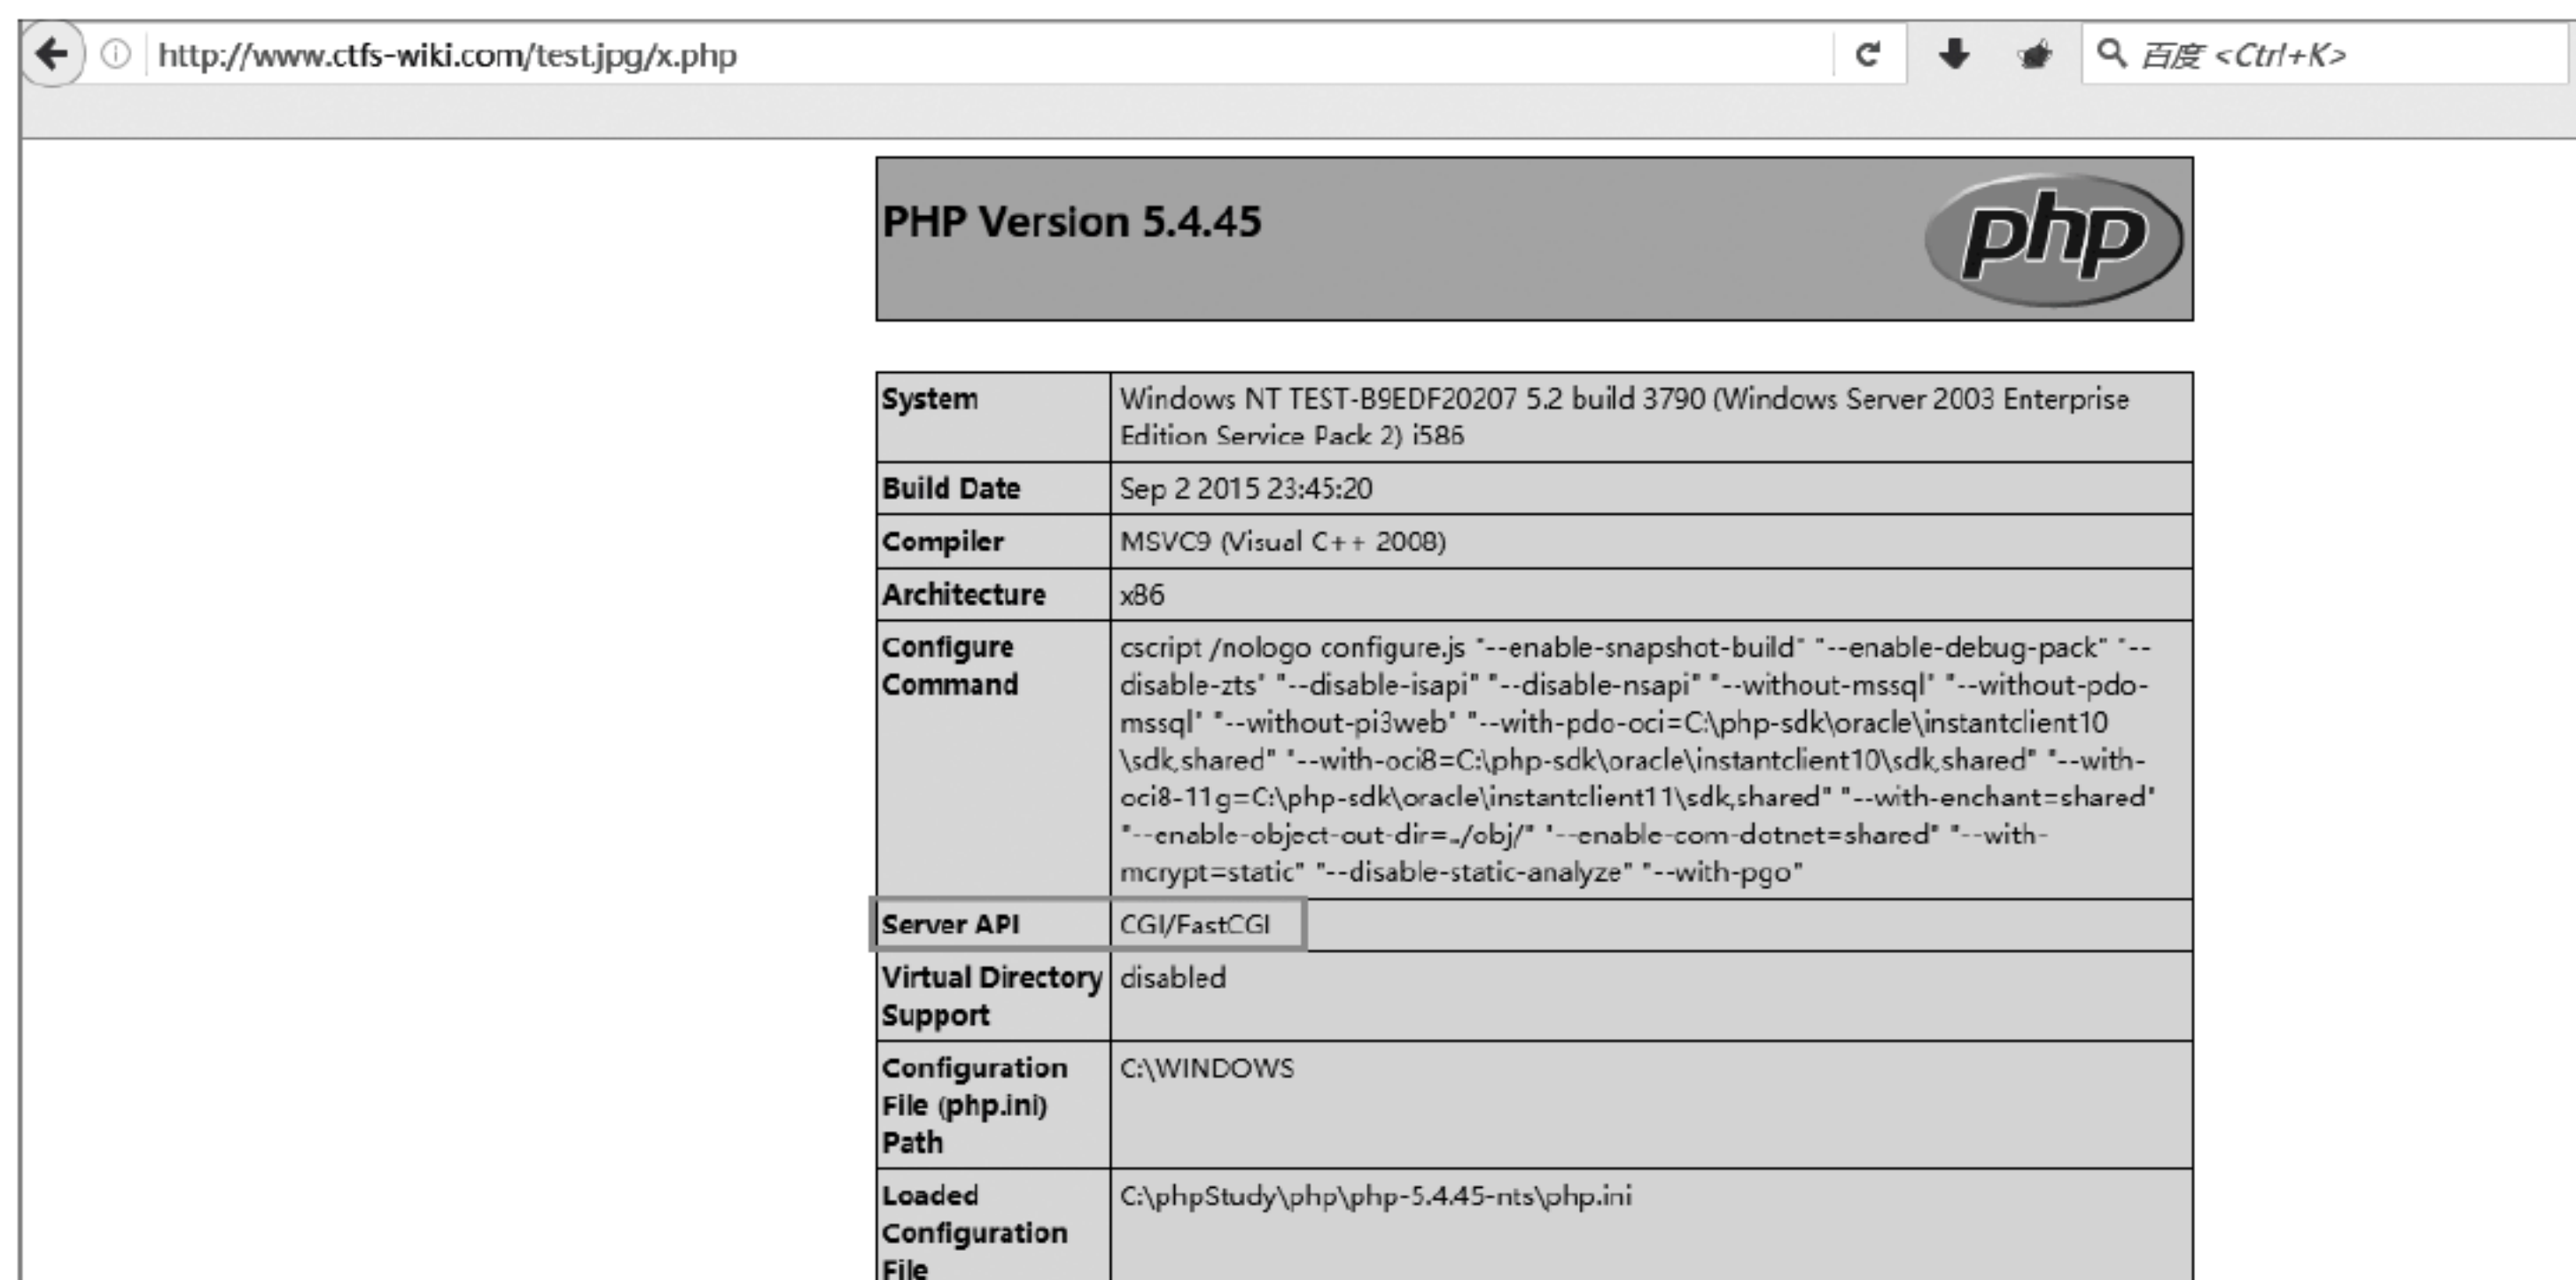 http://www.ctfs-wiki.com/test.jpg/x.php
百度 <Ctrl+K>
PHP Version 5.4.45
php
System
Windows NT TEST-B9EDF20207 5.2 build 3790 (Windows Server 2003 Enterprise
Edition Service Pack 2) i586
Build Date
Sep 2 2015 23:45:20
Compiler
MSVC9 (Visual C++ 2008)
Architecture
x86
Configure
Command
cscript /nologo configure.js "--enable-snapshot-build" "--enable-debug-pack" "--
disable-zts" "--disable-isapi" "--disable-nsapi" "--without-mssql" "--without-pdo-
mssql" "--without-pi3web" "--with-pdo-oci=C:\php-sdk\oracle\instantclient10
\sdk,shared" "--with-oci8=C:\php-sdk\oracle\instantclient10\sdk,shared" "--with-
oci8-11g=C:\php-sdk\oracle\instantclient11\sdk,shared" "--with-enchant=shared"
"--enable-object-out-dir=../obj/" "--enable-com-dotnet=shared" "--with-
mcrypt=static" "--disable-static-analyze" "--with-pgo"
Server API
CGI/FastCGI
Virtual Directory
Support
disabled
Configuration
File (php.ini)
Path
C:\WINDOWS
Loaded
Configuration
File
C:\phpStudy\php\php-5.4.45-nts\php.ini